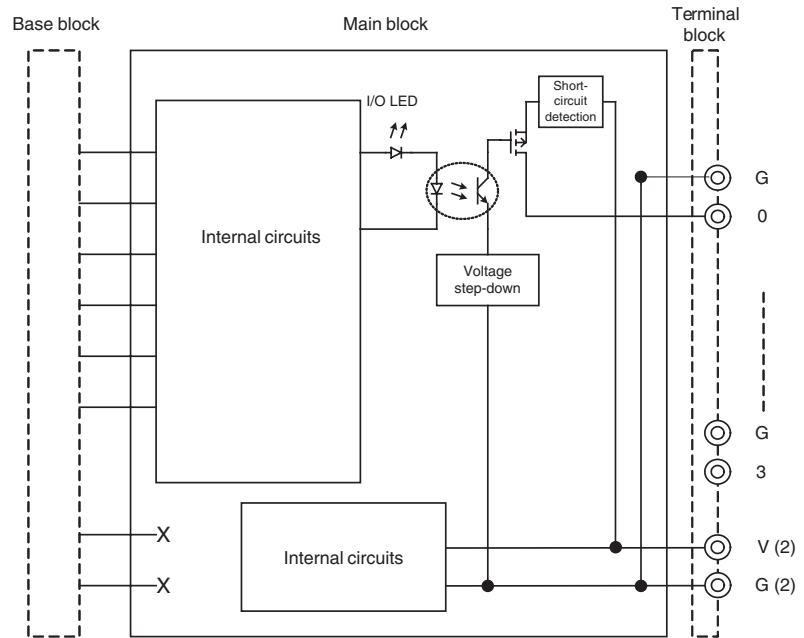 Base block
Main block
Terminal
block
Short-
circuit
detection
I/O LED
G
0
Internal circuits
Voltage
step-down
G
3
X
Internal circuits
V (2)
X
G (2)